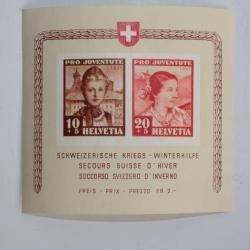 PRO JUVENTUTE
10
+5 HELVETIA
PRO JUVENTUTE
20
+5 HELVETIA
SCHWEIZERISCHE KRIEGS - WINTERHILFE
SECOURS SUISSE D'HIVER
SOCCORSO SVIZZERO D'INVERNO
PREIS - PRIX - PREZZO FR. 2.-